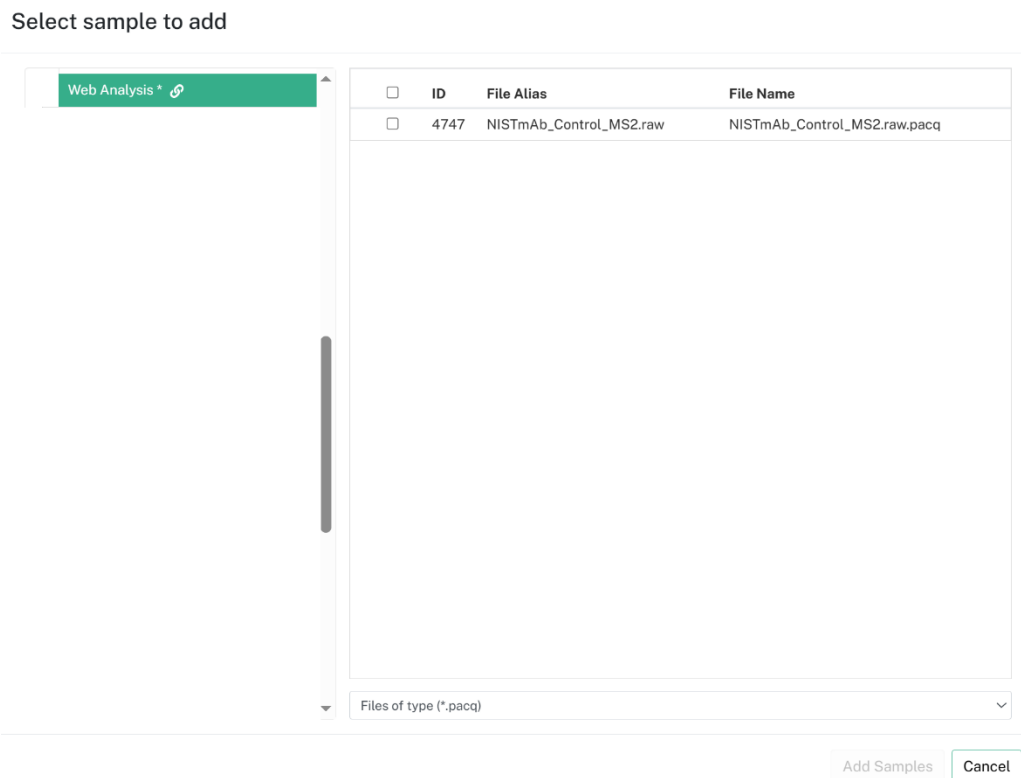 Select sample to add
Web Analysis *
ID File Alias File Name
4747 NISTmAb_Control_MS2.raw NISTmAb_Control_MS2.raw.pacq
Files of type (*.pacq)
Add Samples Cancel